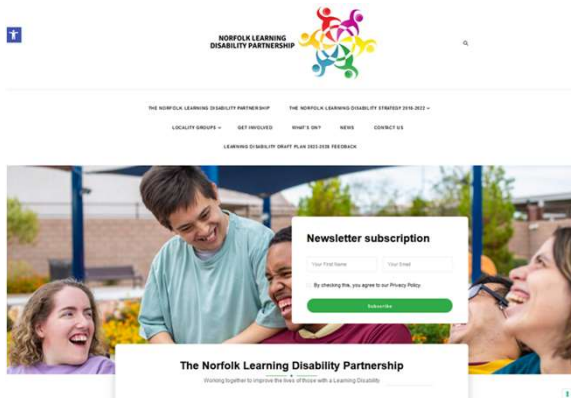 NORFOLK LEARNING
DISABILITY PARTNERSHIP
THE NORFOLK LEARNING DISABILITY PARTNERSHIP THE NORFOLK LEARNING DISABILITY STRATEGY 2018-2022
LOCALITY GROUPS GET INVOLVED WHAT'S ON? NEWS CONTACT US
LEARNING DISABILITY DRAFT PLAN 2023-2028 FEEDBACK
Newsletter subscription
Your First Name Your Email
By checking this, you agree to our Privacy Policy.
Subscribe
The Norfolk Learning Disability Partnership
Working together to improve the lives of those with a Learning Disability